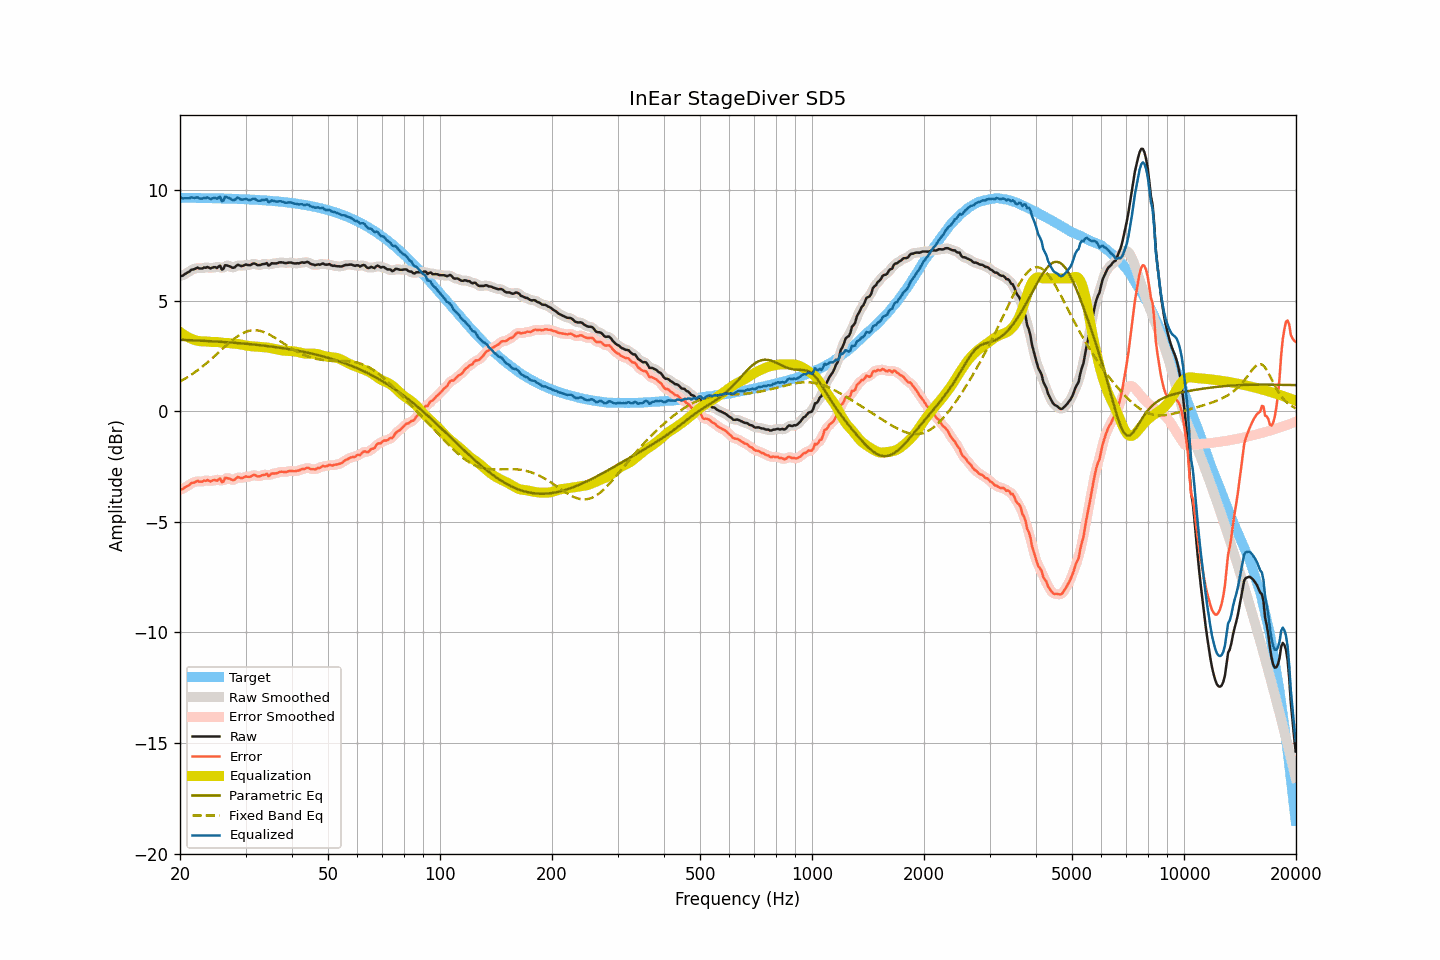 InEar StageDiver SD5
Amplitude (dBr)
10
5
0
−5
−10
−15
−20
Target
Raw Smoothed
Error Smoothed
Raw
Error
Equalization
Parametric Eq
Fixed Band Eq
Equalized
20 50 100 200 500 1000 2000 5000 10000 20000
Frequency (Hz)